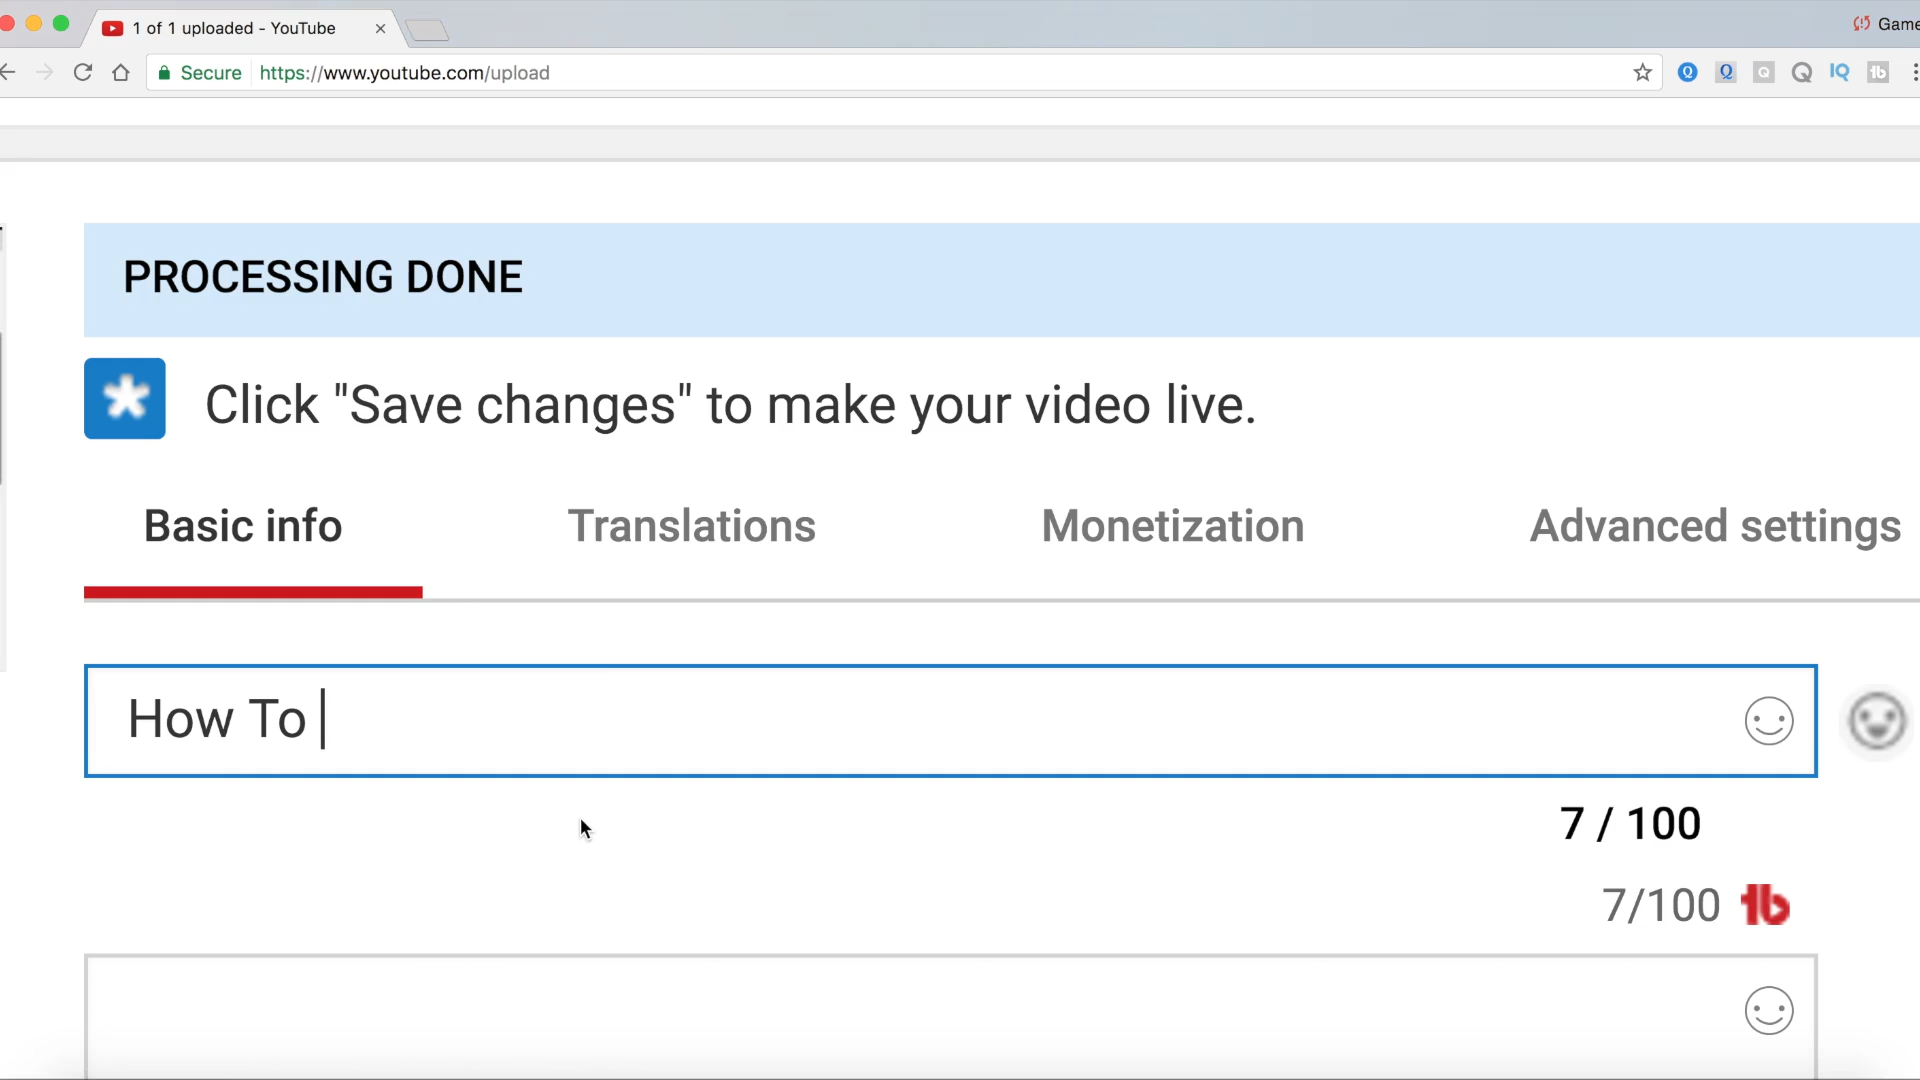 1 of 1 uploaded - YouTube
Game
Secure
https://www.youtube.com/upload
PROCESSING DONE
Click "Save changes" to make your video live.
Basic info
Translations
Monetization
Advanced settings
How To
7 / 100
7/100 tb